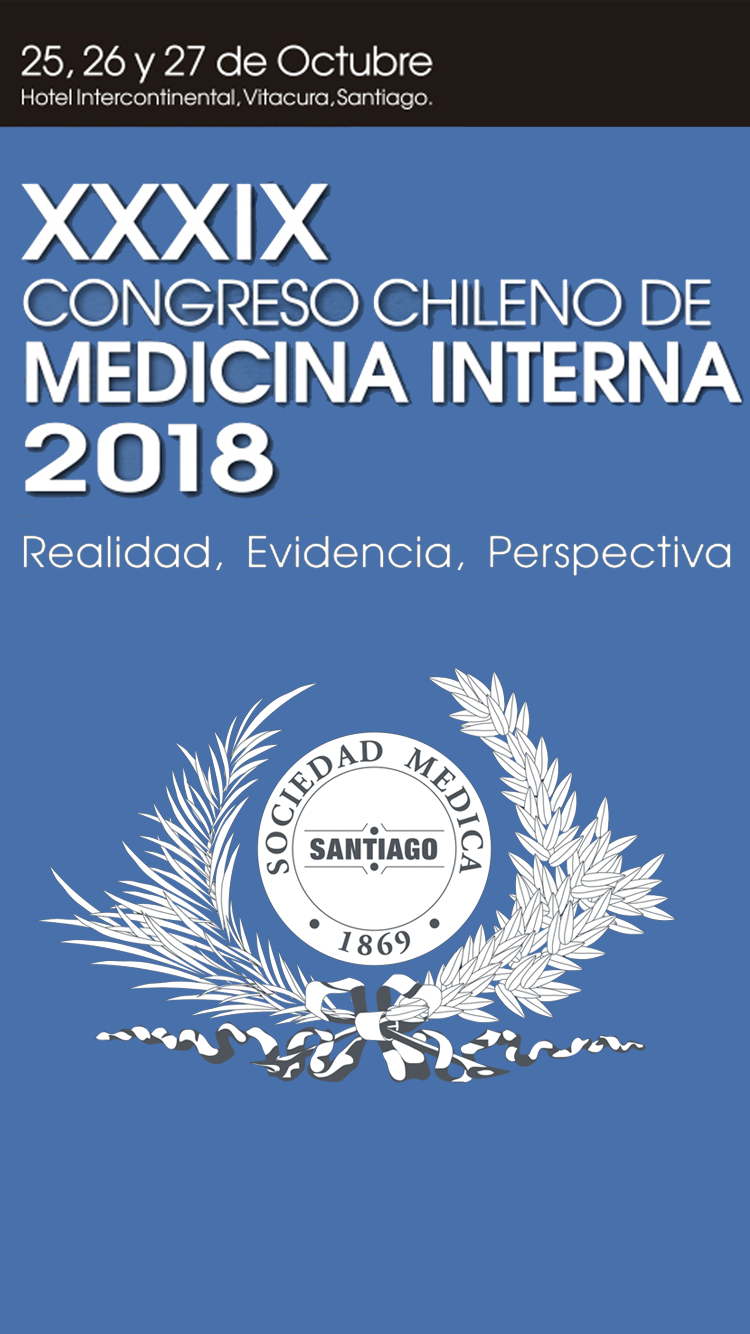 25, 26 y 27 de Octubre
Hotel Intercontinental, Vitacura, Santiago.
XXXIX
CONGRESO CHILENO DE
MEDICINA INTERNA
2018
Realidad, Evidencia, Perspectiva
SOCIEDAD MEDICA
SANTIAGO
• 1869 •